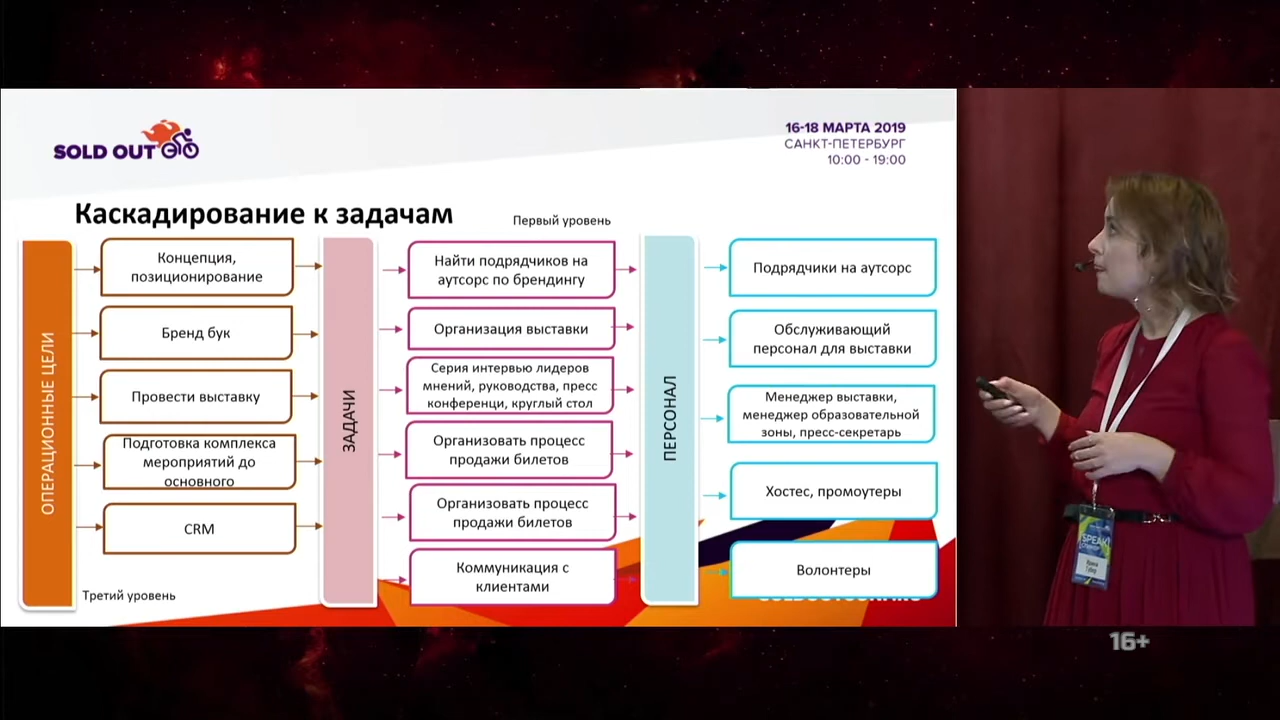 SOLD OUT
16-18 МАРТА 2019
САНКТ-ПЕТЕРБУРГ
10:00 - 19:00
Каскадирование к задачам
Первый уровень
ОПЕРАЦИОННЫЕ ЦЕЛИ
Концепция,
позиционирование
Бренд бук
Провести выставку
Подготовка комплекса
мероприятий до
основного
CRM
Третий уровень
ЗАДАЧИ
Найти подрядчиков на
аутсорс по брендингу
Организация выставки
Серия интервью лидеров
мнений, руководства, пресс
конференци, круглый стол
Организовать процесс
продажи билетов
Организовать процесс
продажи билетов
Коммуникация с
клиентами
ПЕРСОНАЛ
Подрядчики на аутсорс
Обслуживающий
персонал для выставки
Менеджер выставки,
менеджер образовательной
зоны, пресс-секретарь
Хостес, промоутеры
Волонтеры
16+